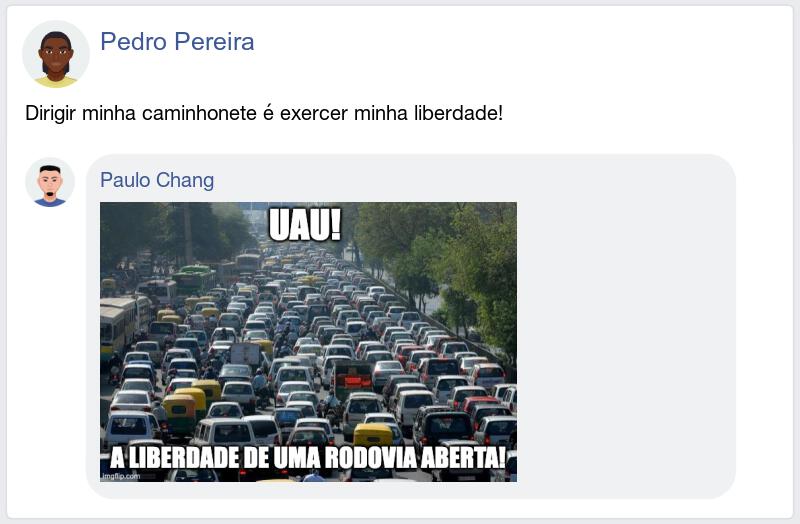 Pedro Pereira
Dirigir minha caminhonete é exercer minha liberdade!
Paulo Chang
UAU!
A LIBERDADE DE UMA RODOVIA ABERTA!
imgflip.com